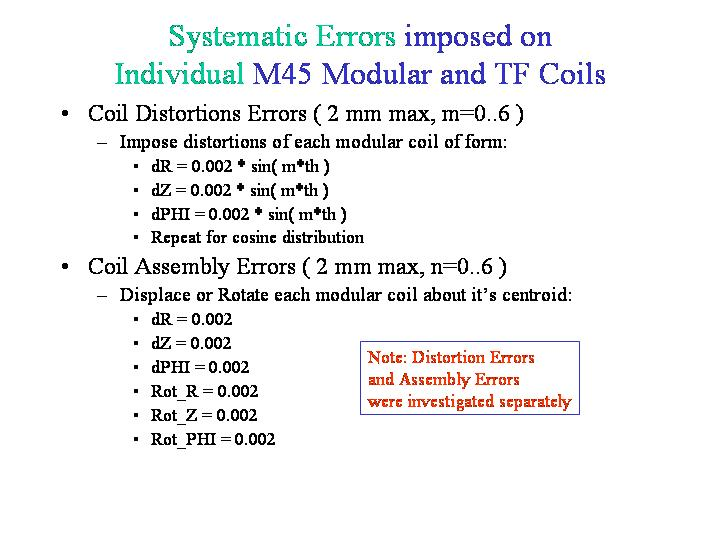 Systematic Errors imposed on
Individual M45 Modular and TF Coils
• Coil Distortions Errors ( 2 mm max, m=0..6 )
– Impose distortions of each modular coil of form:
• dR = 0.002 * sin( m*th )
• dZ = 0.002 * sin( m*th )
• dPHI = 0.002 * sin( m*th )
• Repeat for cosine distribution
• Coil Assembly Errors ( 2 mm max, n=0..6 )
– Displace or Rotate each modular coil about it's centroid:
• dR = 0.002
• dZ = 0.002
• dPHI = 0.002
• Rot_R = 0.002
• Rot_Z = 0.002
• Rot_PHI = 0.002
Note: Distortion Errors
and Assembly Errors
were investigated separately